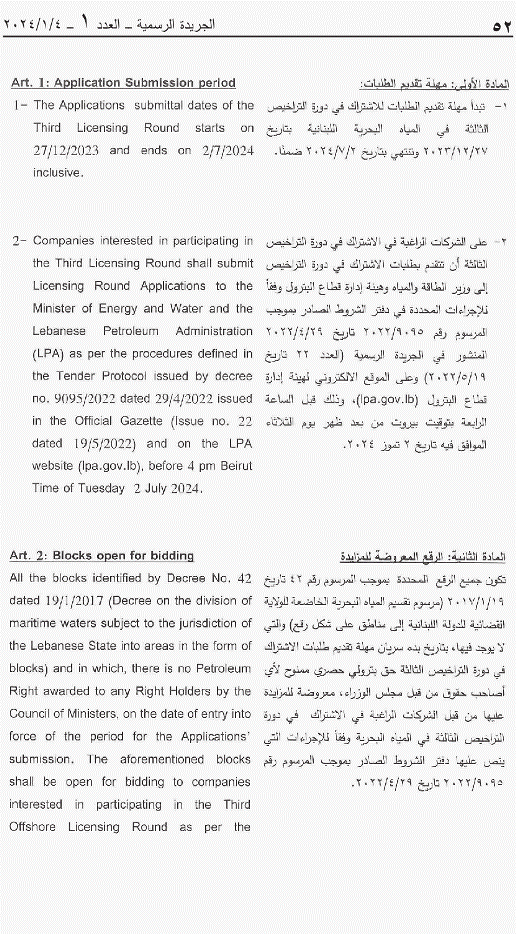 ٥٢
الجريدة الرسمية – العدد ١ – ٢٠٢٤/١/٤
Art. 1: Application Submission period
1- The Applications submittal dates of the
Third Licensing Round starts on
27/12/2023 and ends on 2/7/2024
inclusive.
2- Companies interested in participating in
the Third Licensing Round shall submit
Licensing Round Applications to the
Minister of Energy and Water and the
Lebanese Petroleum Administration
(LPA) as per the procedures defined in
the Tender Protocol issued by decree
no. 9095/2022 dated 29/4/2022 issued
in the Official Gazette (Issue no. 22
dated 19/5/2022) and on the LPA
website (lpa.gov.lb), before 4 pm Beirut
Time of Tuesday 2 July 2024.
Art. 2: Blocks open for bidding
All the blocks identified by Decree No. 42
dated 19/1/2017 (Decree on the division of
maritime waters subject to the jurisdiction of
the Lebanese State into areas in the form of
blocks) and in which, there is no Petroleum
Right awarded to any Right Holders by the
Council of Ministers, on the date of entry into
force of the period for the Applications'
submission. The aforementioned blocks
shall be open for bidding to companies
interested in participating in the Third
Offshore Licensing Round as per the
المادة الأولى: مهلة تقديم الطلبات:
١- تبدأ مهلة تقديم الطلبات للاشتراك في دورة التراخيص
الثالثة في المياه البحرية اللبنانية بتاريخ
٢٠٢٣/١٢/٢٧ وتنتهي بتاريخ ٢٠٢٤/٧/٢ ضمنًا.
٢- على الشركات الراغبة في الاشتراك في دورة التراخيص
الثالثة أن تتقدم بطلبات الاشتراك في دورة التراخيص
إلى وزير الطاقة والمياه وهيئة إدارة قطاع البترول وفقاً
للإجراءات المحددة في دفتر الشروط الصادر بموجب
المرسوم رقم ٢٠٢٢/٩٠٩٥ تاريخ ٢٠٢٢/٤/٢٩
المنشور في الجريدة الرسمية (العدد ٢٢ تاريخ
٢٠٢٢/٥/١٩) وعلى الموقع الالكتروني لهيئة إدارة
قطاع البترول (lpa.gov.lb)، وذلك قبل الساعة
الرابعة بتوقيت بيروت من بعد ظهر يوم الثلاثاء
الموافق فيه تاريخ ٢ تموز ٢٠٢٤.
المادة الثانية: الرقع المعروضة للمزايدة
تكون جميع الرقع المحددة بموجب المرسوم رقم ٤٢ تاريخ
٢٠١٧/١/١٩ (مرسوم تقسيم المياه البحرية الخاضعة للولاية
القضائية للدولة اللبنانية إلى مناطق على شكل رقع) والتي
لا يوجد فيها، بتاريخ بدء سريان مهلة تقديم طلبات الاشتراك
في دورة التراخيص الثالثة حق بترولي حصري ممنوح لأي
أصحاب حقوق من قبل مجلس الوزراء، معروضة للمزايدة
عليها من قبل الشركات الراغبة في الاشتراك في دورة
التراخيص الثالثة في المياه البحرية وفقاً للإجراءات التي
ينص عليها دفتر الشروط الصادر بموجب المرسوم رقم
٢٠٢٢/٩٠٩٥ تاريخ ٢٠٢٢/٤/٢٩.